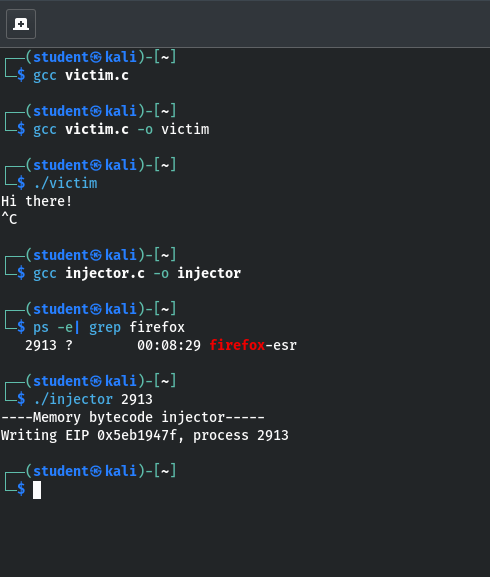 ┌──(student㉿kali)-[~]
└─$ gcc victim.c
┌──(student㉿kali)-[~]
└─$ gcc victim.c -o victim
┌──(student㉿kali)-[~]
└─$ ./victim
Hi there!
^C
┌──(student㉿kali)-[~]
└─$ gcc injector.c -o injector
┌──(student㉿kali)-[~]
└─$ ps -e| grep firefox
   2913 ?        00:08:29 firefox-esr
┌──(student㉿kali)-[~]
└─$ ./injector 2913
----Memory bytecode injector-----
Writing EIP 0x5eb1947f, process 2913
┌──(student㉿kali)-[~]
└─$